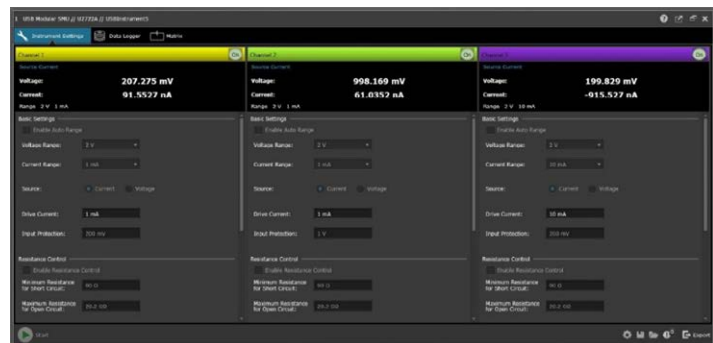 1 USB Modular SMU // U2722A // USBInstrument5
Instrument Settings Data Logger Matrix
Channel 1 On
Source Current
Voltage: 207.275 mV
Current: 91.5527 nA
Range 2 V 1 mA
Basic Settings
Enable Auto Range
Voltage Range: 2 V
Current Range: 1 mA
Source: Current Voltage
Drive Current: 1 mA
Input Protection: 200 mV
Resistance Control
Enable Resistance Control
Minimum Resistance
for Short Circuit:
Maximum Resistance
for Open Circuit:
Channel 2 On
Source Current
Voltage: 998.169 mV
Current: 61.0352 nA
Range 2 V 1 mA
Basic Settings
Enable Auto Range
Voltage Range: 2 V
Current Range: 1 mA
Source: Current Voltage
Drive Current: 1 mA
Input Protection: 1 V
Resistance Control
Enable Resistance Control
Minimum Resistance
for Short Circuit:
Maximum Resistance
for Open Circuit:
Channel 3 On
Source Current
Voltage: 199.829 mV
Current: -915.527 nA
Range 2 V 10 mA
Basic Settings
Enable Auto Range
Voltage Range: 2 V
Current Range: 10 mA
Source: Current Voltage
Drive Current: 10 mA
Input Protection: 200 mV
Resistance Control
Enable Resistance Control
Minimum Resistance
for Short Circuit:
Maximum Resistance
for Open Circuit:
Start
Export